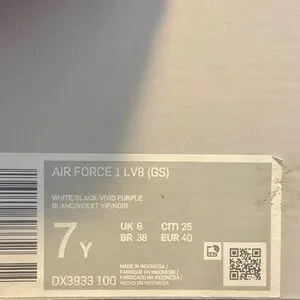 AIR FORCE 1 LV8 (GS)
WHITE/BLACK-VIVID PURPLE
BLANC/VIOLET VIF/NOIR
7Y
UK 6 cm 25
BR 38 EUR 40
DX3933 100
MADE IN INDONESIA /
FABRIQUÉ EN INDONÉSIE /
FABRICADO NA INDONÉSIA /
HECHO EN INDONESIA